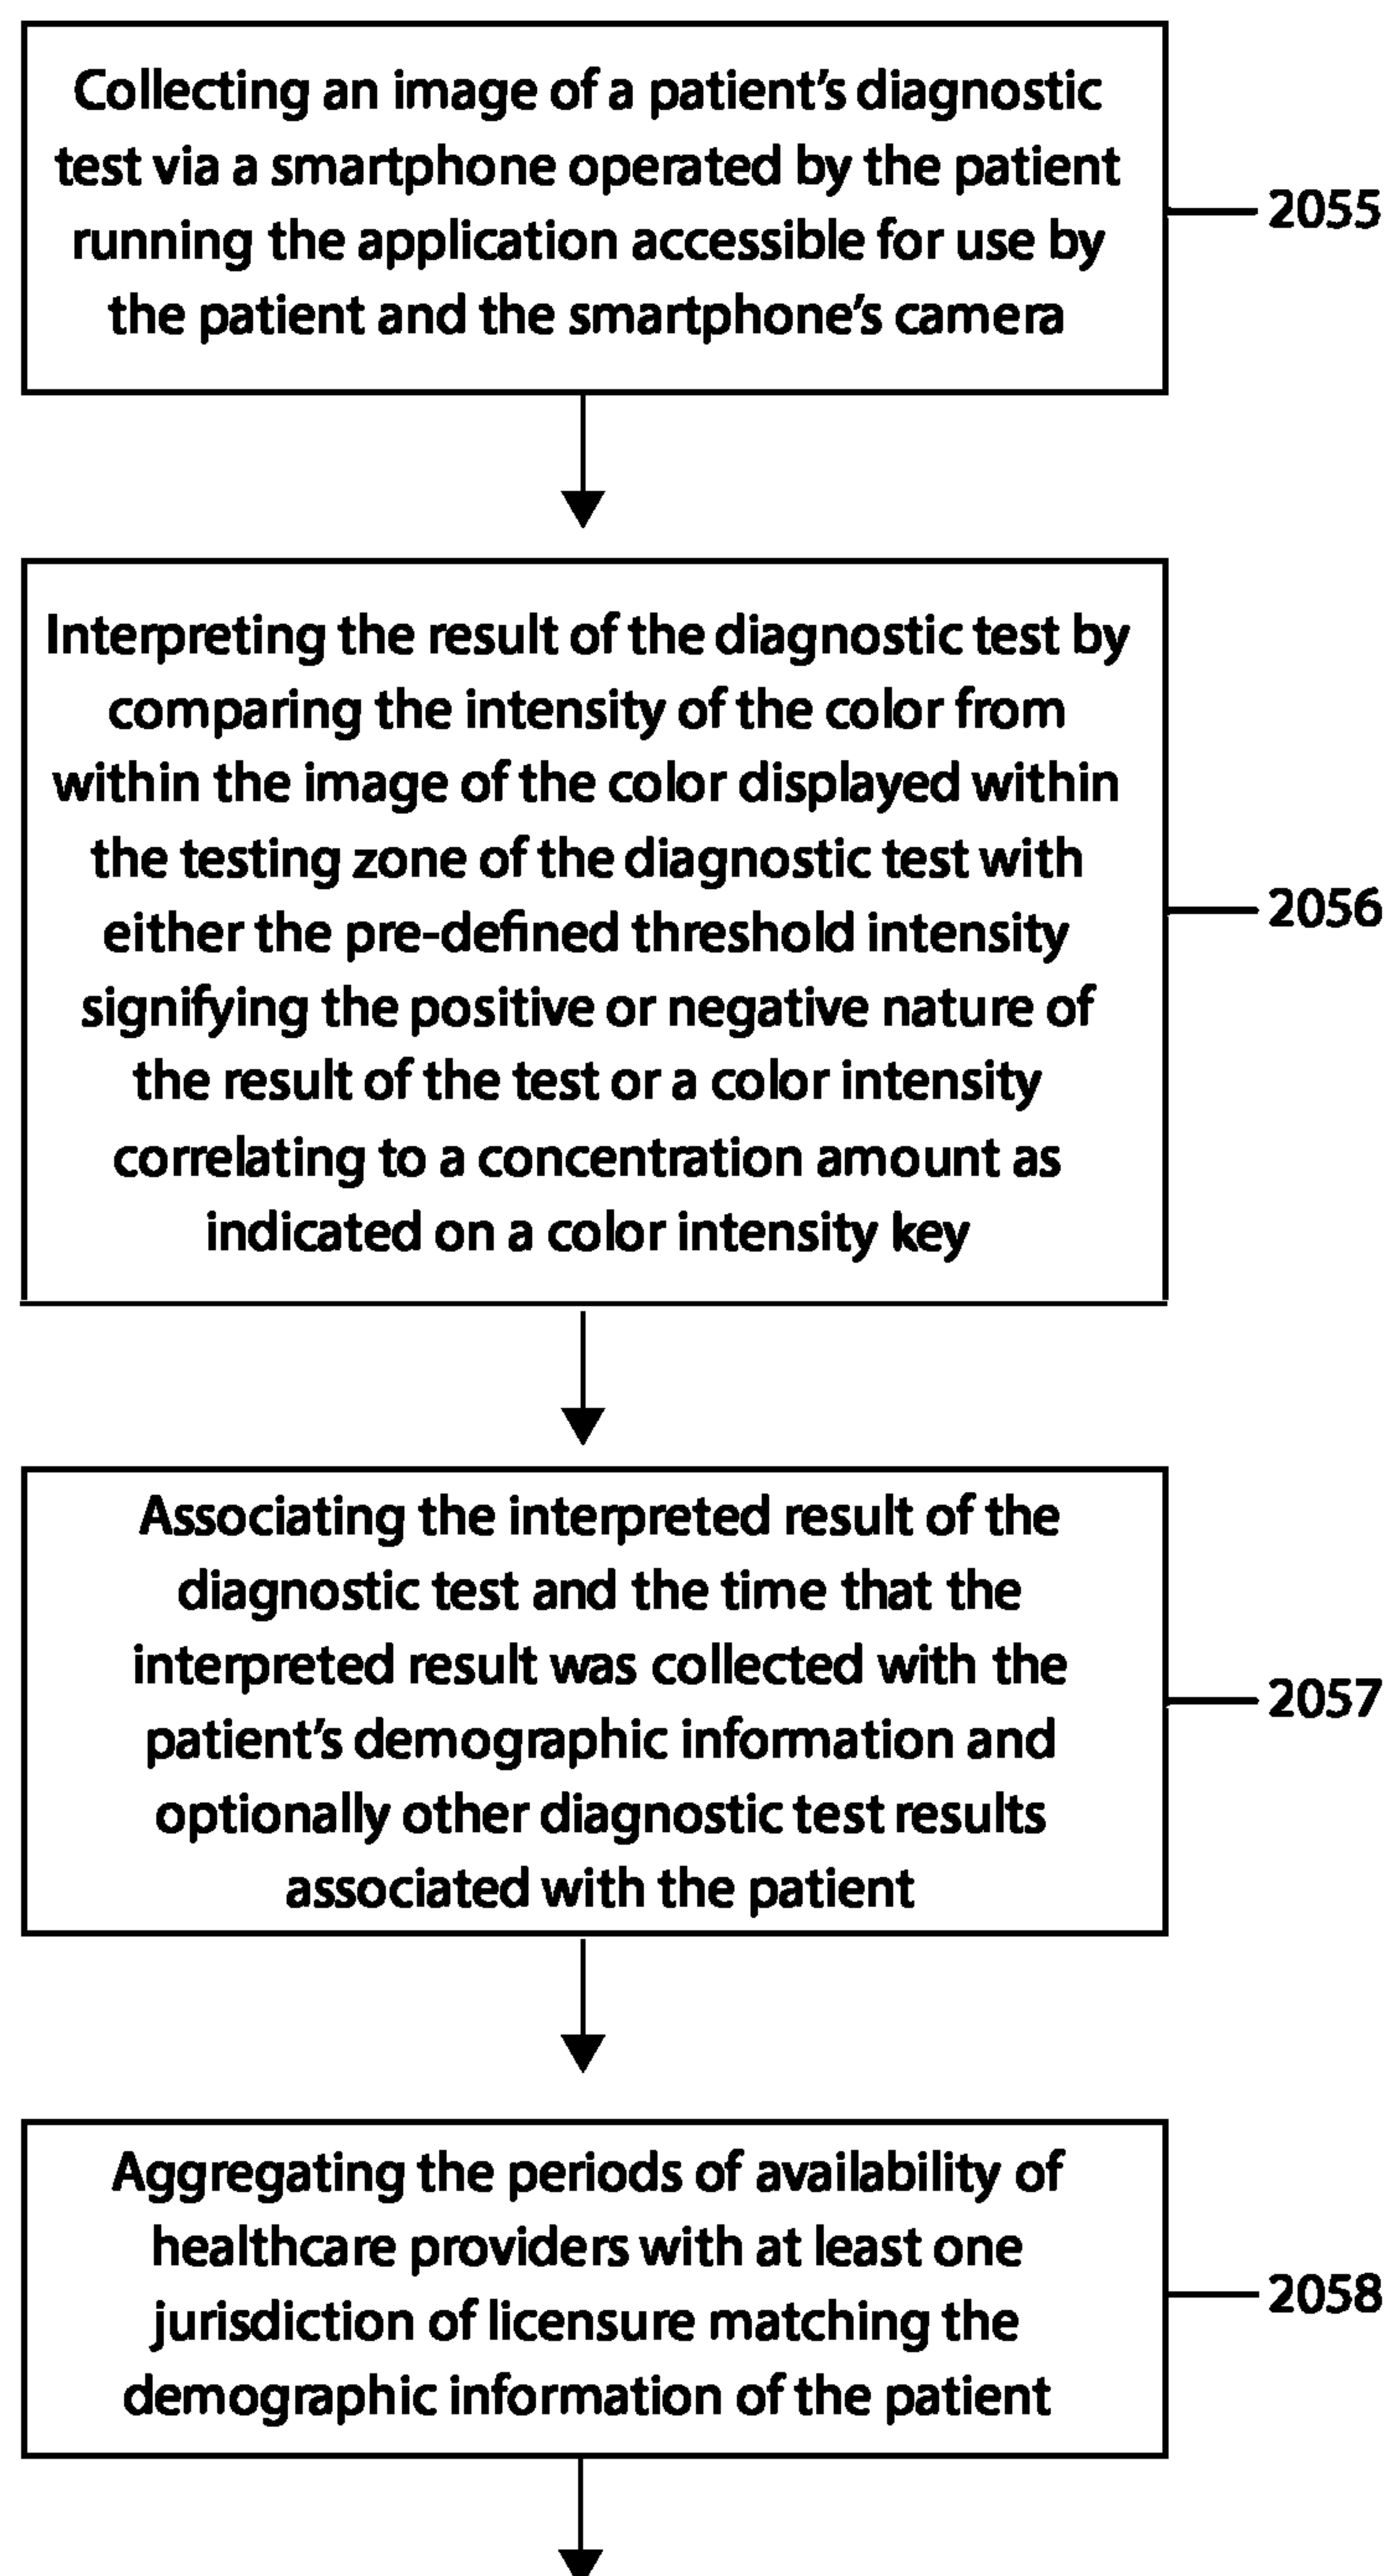 Collecting an image of a patient's diagnostic
test via a smartphone operated by the patient
running the application accessible for use by
the patient and the smartphone's camera
2055
Interpreting the result of the diagnostic test by
comparing the intensity of the color from
within the image of the color displayed within
the testing zone of the diagnostic test with
either the pre-defined threshold intensity
signifying the positive or negative nature of
the result of the test or a color intensity
correlating to a concentration amount as
indicated on a color intensity key
2056
Associating the interpreted result of the
diagnostic test and the time that the
interpreted result was collected with the
patient's demographic information and
optionally other diagnostic test results
associated with the patient
2057
Aggregating the periods of availability of
healthcare providers with at least one
jurisdiction of licensure matching the
demographic information of the patient
2058